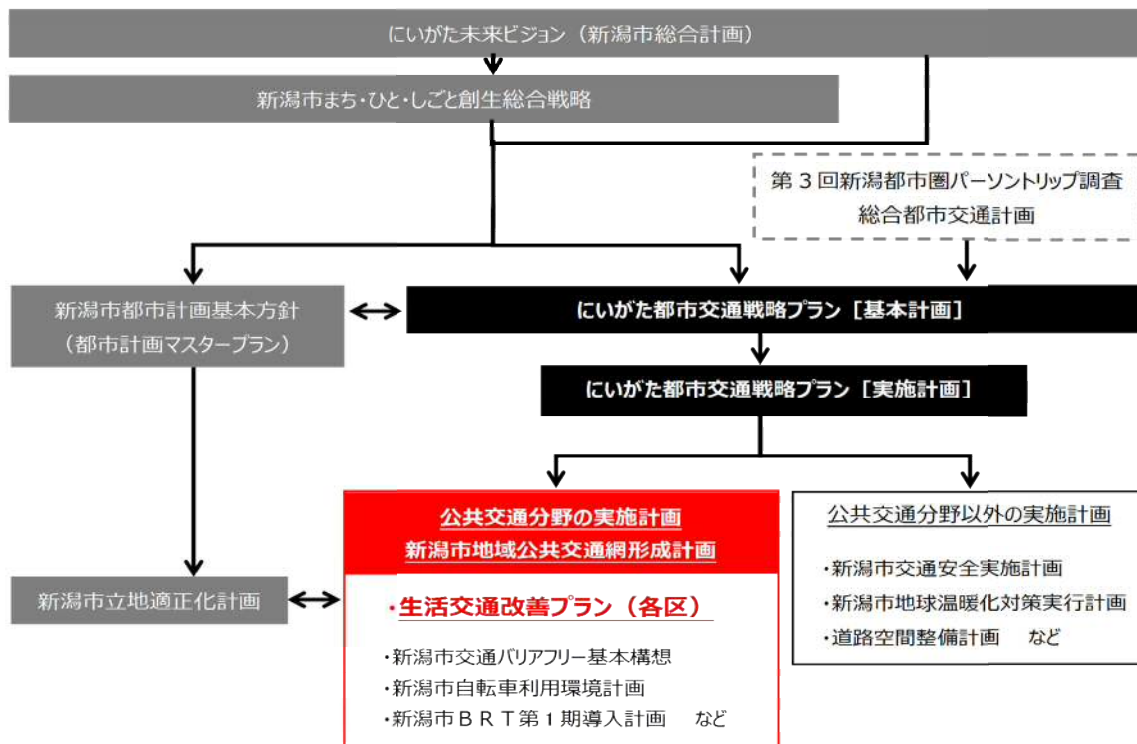 にいがた未来ビジョン（新潟市総合計画）
新潟市まち・ひと・しごと創生総合戦略
第３回新潟都市圏パーソントリップ調査
総合都市交通計画
新潟市都市計画基本方針
（都市計画マスタープラン）
にいがた都市交通戦略プラン［基本計画］
にいがた都市交通戦略プラン［実施計画］
公共交通分野の実施計画
新潟市地域公共交通網形成計画
・生活交通改善プラン（各区）
・新潟市交通バリアフリー基本構想
・新潟市自転車利用環境計画
・新潟市ＢＲＴ第１期導入計画　など
公共交通分野以外の実施計画
・新潟市交通安全実施計画
・新潟市地球温暖化対策実行計画
・道路空間整備計画　など
新潟市立地適正化計画